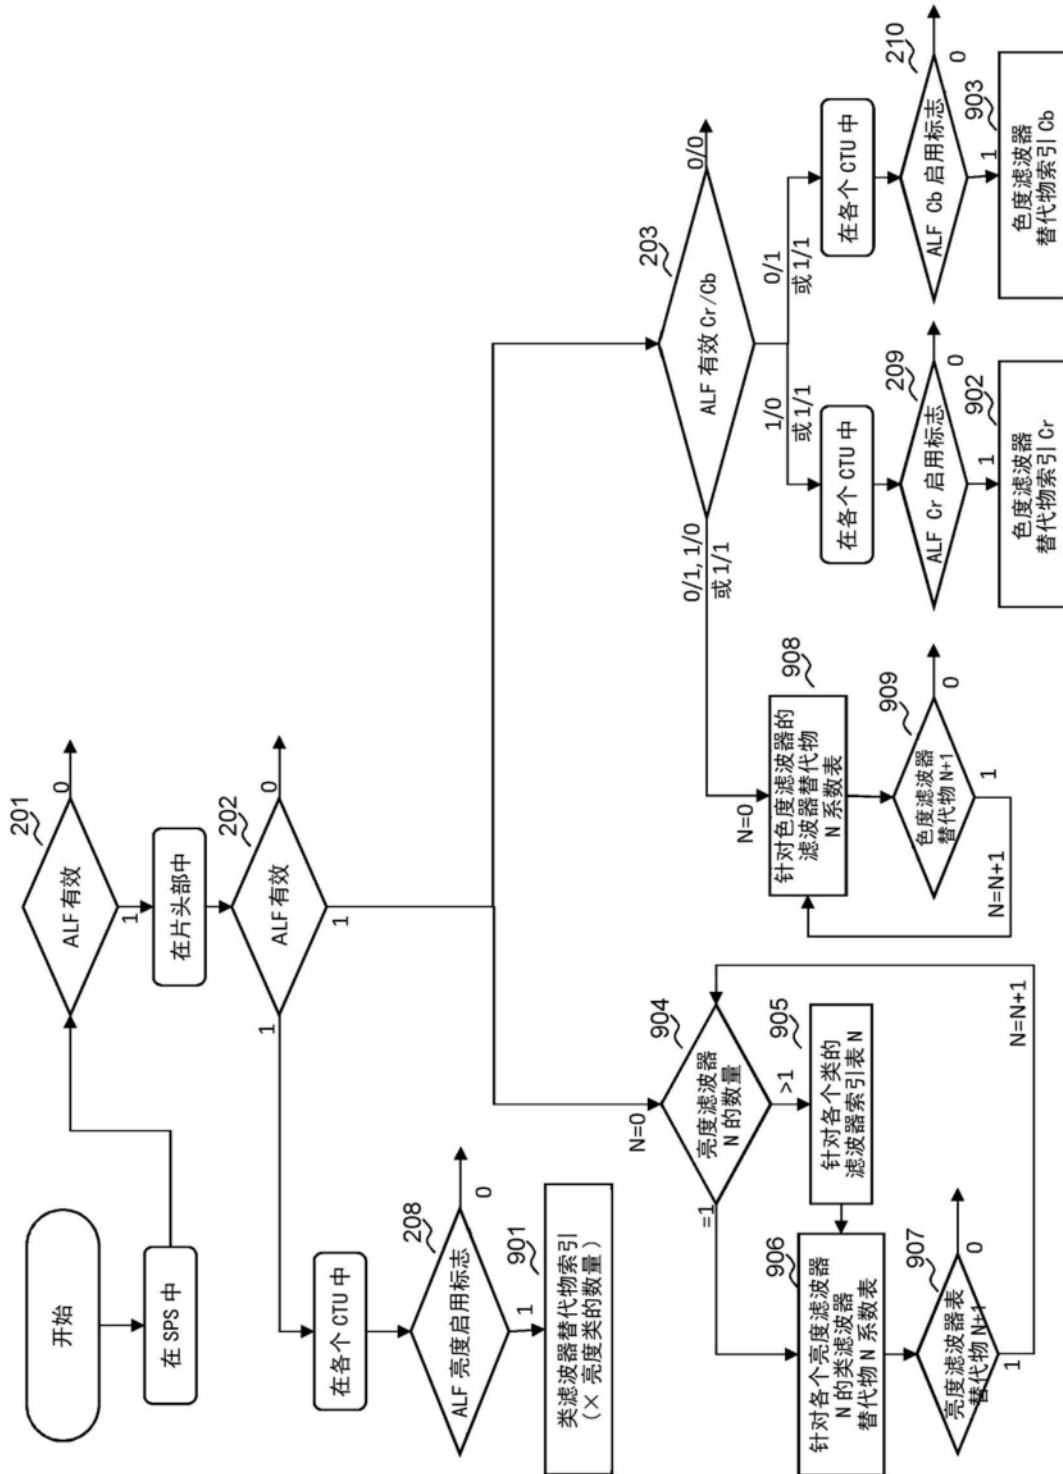 开始
在 SPS 中
201
ALF 有效
0
1
在片头部中
202
ALF 有效
0
1
1
在各个 CTU 中
208
ALF 亮度启用标志
0
1
901
类滤波器替代物索引
(× 亮度类的数量)
N=0
904
亮度滤波器
N 的数量
=1
>1
905
针对各个类的
滤波器索引表 N
906
针对各个亮度滤波器
N 的类滤波器
替代物 N 系数表
907
亮度滤波器表
替代物 N+1
0
1
N=N+1
203
ALF 有效 Cr/Cb
0/0
0/1, 1/0
或 1/1
N=0
908
针对色度滤波器的
滤波器替代物
N 系数表
909
色度滤波器
替代物 N+1
0
1
N=N+1
1/0
或 1/1
在各个 CTU 中
209
ALF Cr 启用标志
0
1
902
色度滤波器
替代物索引 Cr
0/1
或 1/1
在各个 CTU 中
210
ALF Cb 启用标志
0
1
903
色度滤波器
替代物索引 Cb